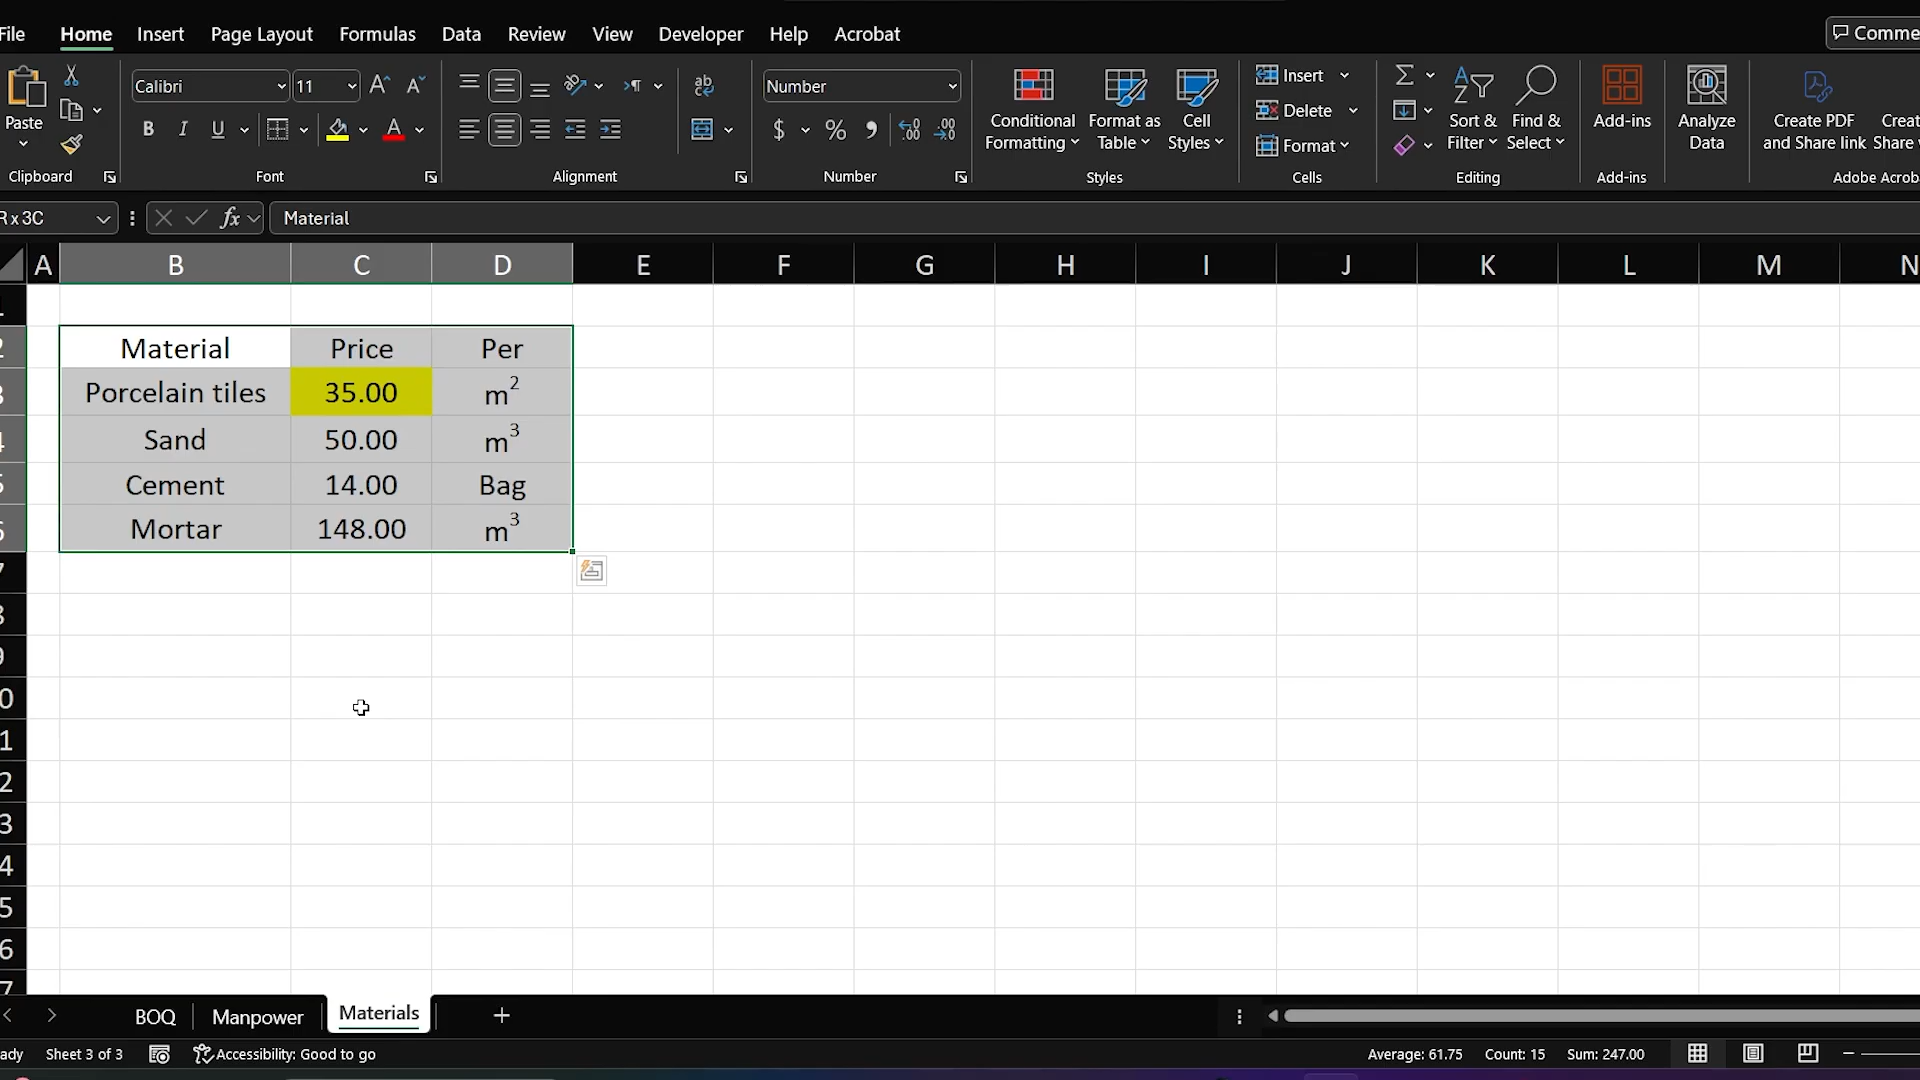 File Home Insert Page Layout Formulas Data Review View Developer Help Acrobat Comme
Paste
Calibri 11
B I U
ab
Number
$ % 9
Conditional Formatting
Format as Table
Cell Styles
Insert
Delete
Format
Sort & Filter
Find & Select
Add-ins
Analyze Data
Create PDF and Share link
Creat
Share
Clipboard Font Alignment Number Styles Cells Editing Add-ins Adobe Acroba
R x 3C fx Material
A B C D E F G H I J K L M N
Material Price Per
Porcelain tiles 35.00 m²
Sand 50.00 m³
Cement 14.00 Bag
Mortar 148.00 m³
BOQ Manpower Materials +
ady Sheet 3 of 3 Accessibility: Good to go Average: 61.75 Count: 15 Sum: 247.00